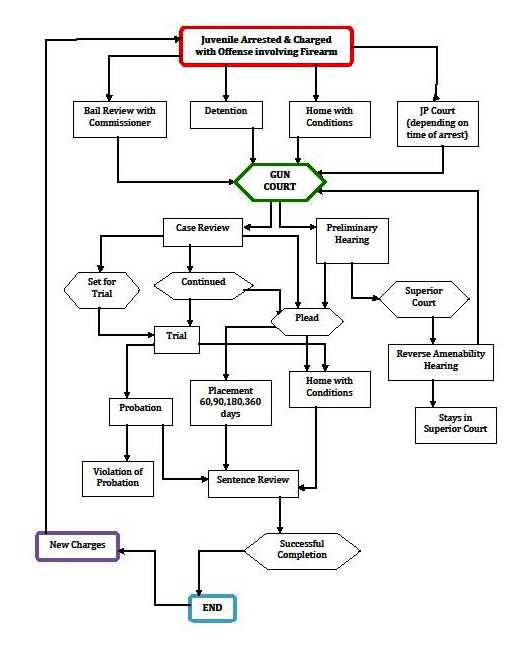 Juvenile Arrested & Charged
with Offense involving Firearm
Bail Review with
Commissioner
Detention
Home with
Conditions
JP Court
(depending on
time of arrest)
GUN
COURT
Case Review
Preliminary
Hearing
Set for
Trial
Continued
Superior
Court
Plead
Trial
Reverse Amenability
Hearing
Placement
60,90,180,360
days
Home with
Conditions
Probation
Stays in
Superior Court
Violation of
Probation
Sentence Review
New Charges
Successful
Completion
END